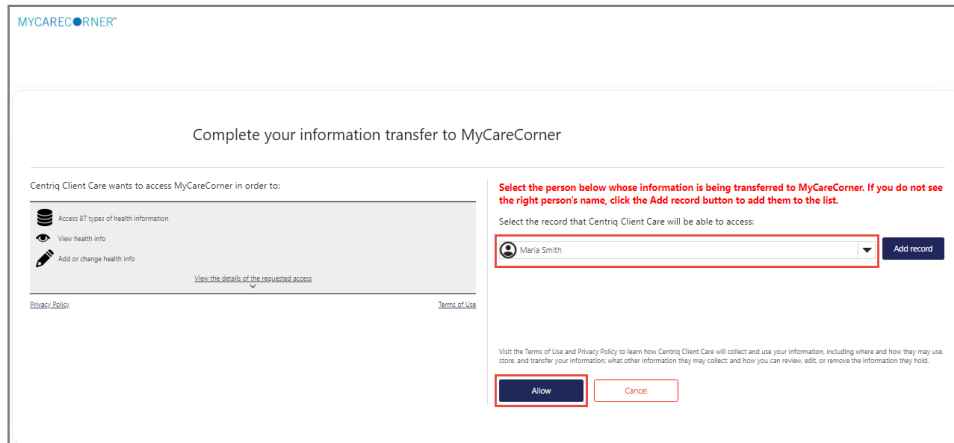 MYCARECORNER™
Complete your information transfer to MyCareCorner
Centriq Client Care wants to access MyCareCorner in order to:
Access 87 types of health information
View health info
Add or change health info
View the details of the requested access
Privacy Policy
Terms of Use
Select the person below whose information is being transferred to MyCareCorner. If you do not see
the right person's name, click the Add record button to add them to the list.
Select the record that Centriq Client Care will be able to access:
Maria Smith
Add record
Visit the Terms of Use and Privacy Policy to learn how Centriq Client Care will collect and use your information, including where and how they may use,
store, and transfer your information; what other information they may collect; and how you can review, edit, or remove the information they hold.
Allow
Cancel